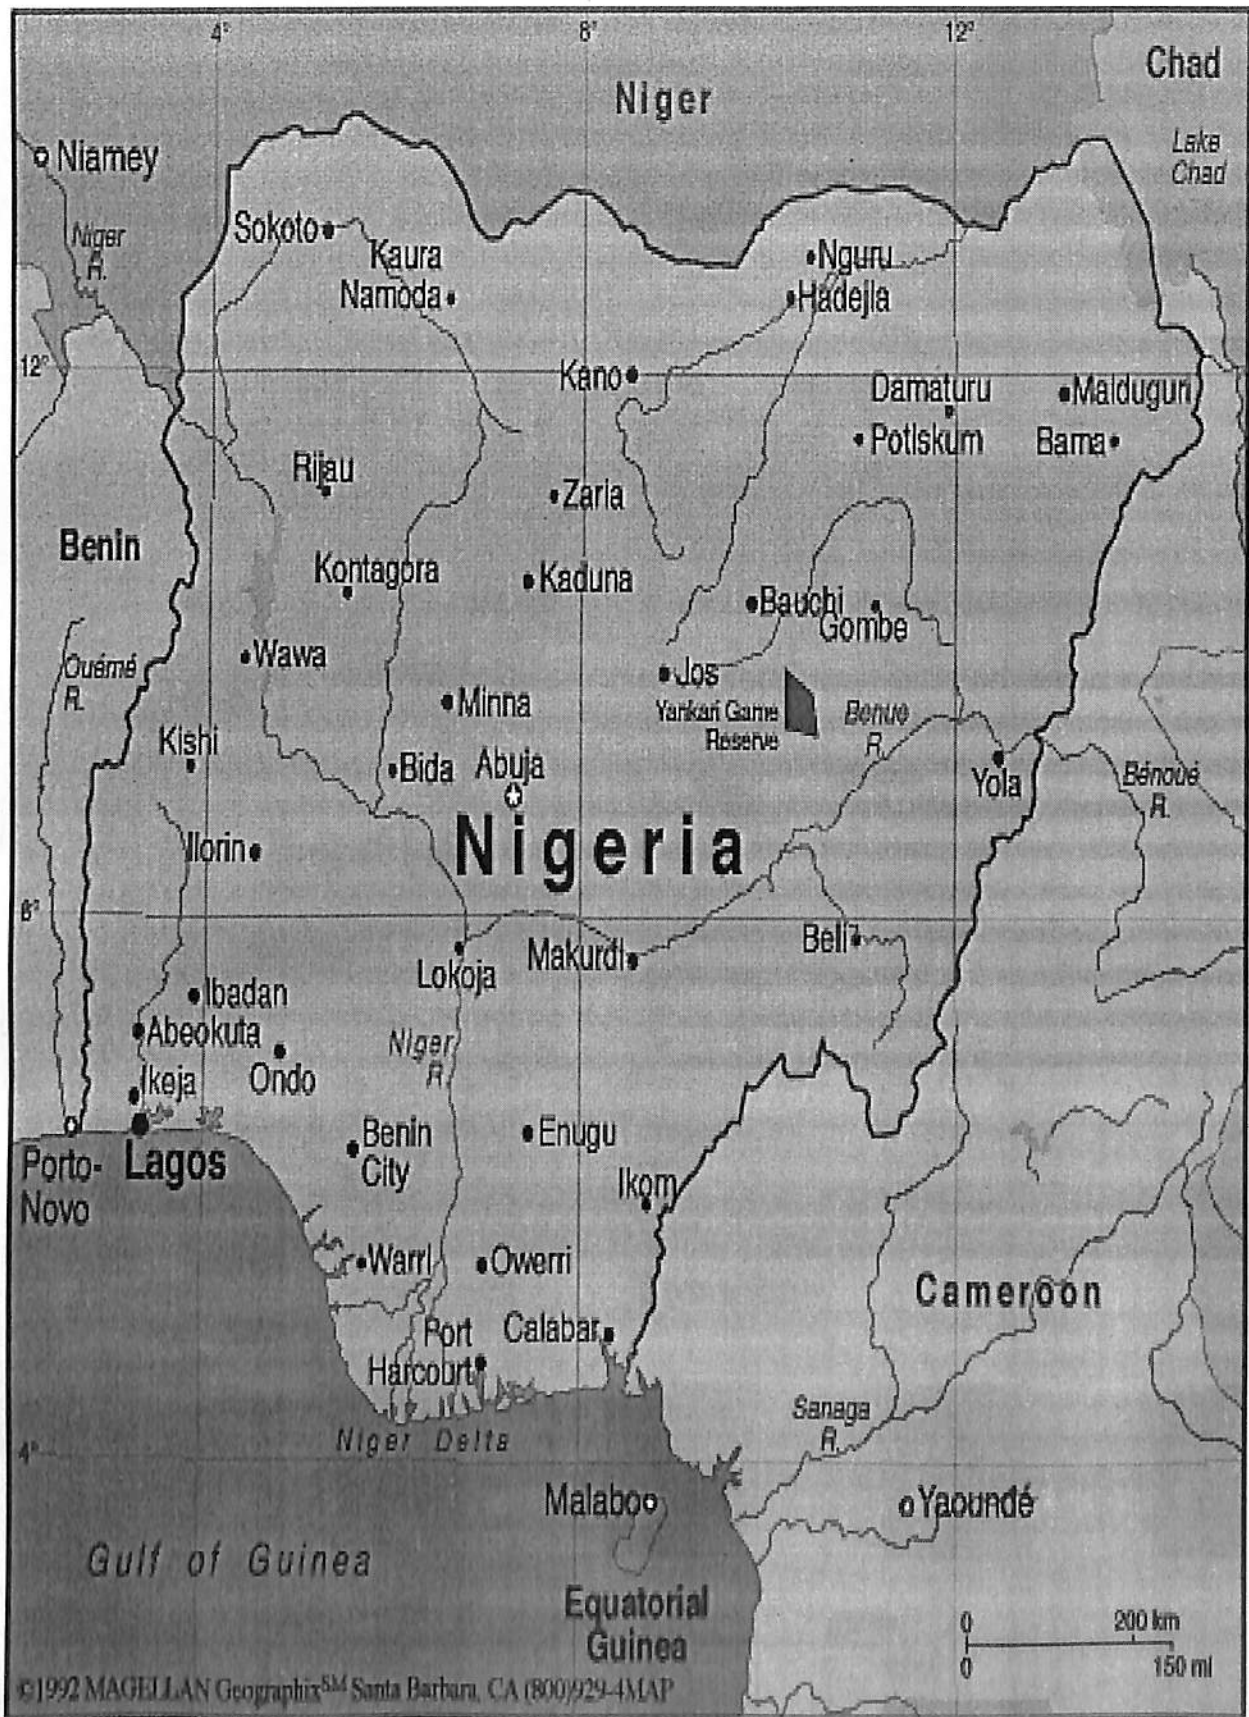 4° 8° 12°
Chad
Niger
Lake
Chad
Niamey
Niger
R.
Sokoto
Kaura
Namoda
Nguru
Hadejia
12°
Kano
Damaturu
Maiduguri
Potiskum
Bama
Rijau
Zaria
Benin
Kontagora
Kaduna
Bauchi
Gombe
Ouémé
R.
Wawa
Jos
Minna
Yankari Game
Reserve
Benue
R.
Kishi
Bida
Abuja
Yola
Bénoué
R.
Nigeria
Ilorin
8°
Beli
Makurdi
Lokoja
Ibadan
Abeokuta
Niger
R.
Ikeja
Ondo
Porto-
Novo
Lagos
Benin
City
Enugu
Ikom
Warri
Owerri
Cameroon
Port
Harcourt
Calabar
Sanaga
R.
Niger Delta
4°
Malabo
Yaoundé
Gulf of Guinea
Equatorial
Guinea
0 200 km
0 150 mi
©1992 MAGELLAN Geographix℠ Santa Barbara, CA (800)929-4MAP